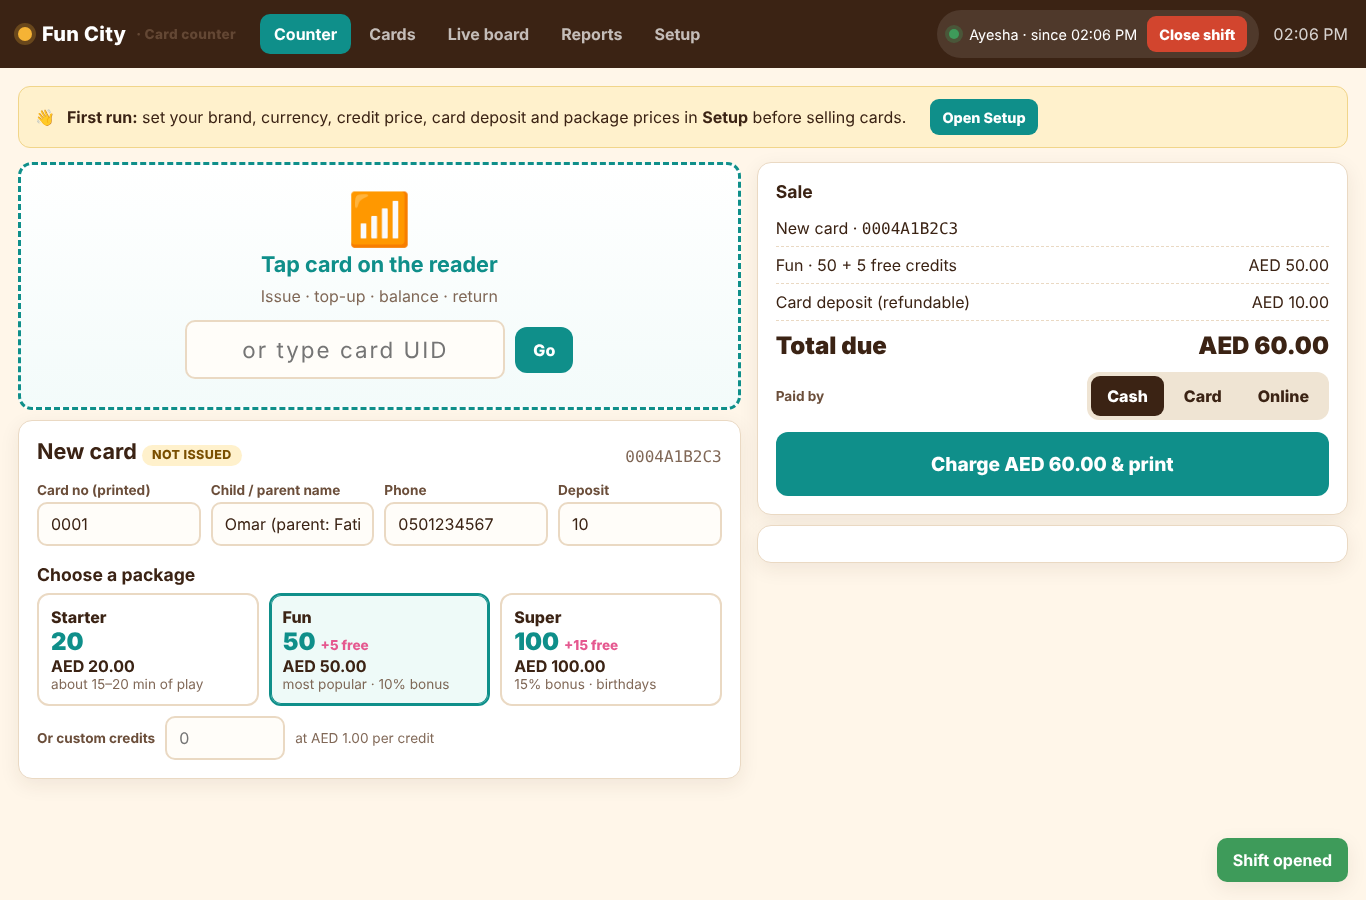 Fun City · Card counter
Counter
Cards
Live board
Reports
Setup
Ayesha · since 02:06 PM
Close shift
02:06 PM
First run: set your brand, currency, credit price, card deposit and package prices in Setup before selling cards.
Open Setup
Tap card on the reader
Issue · top-up · balance · return
or type card UID
Go
New card NOT ISSUED
0004A1B2C3
Card no (printed)
Child / parent name
Phone
Deposit
0001
Omar (parent: Fati
0501234567
10
Choose a package
Starter
20
AED 20.00
about 15–20 min of play
Fun
50 +5 free
AED 50.00
most popular · 10% bonus
Super
100 +15 free
AED 100.00
15% bonus · birthdays
Or custom credits
0
at AED 1.00 per credit
Sale
New card · 0004A1B2C3
Fun · 50 + 5 free credits AED 50.00
Card deposit (refundable) AED 10.00
Total due AED 60.00
Paid by
Cash
Card
Online
Charge AED 60.00 & print
Shift opened